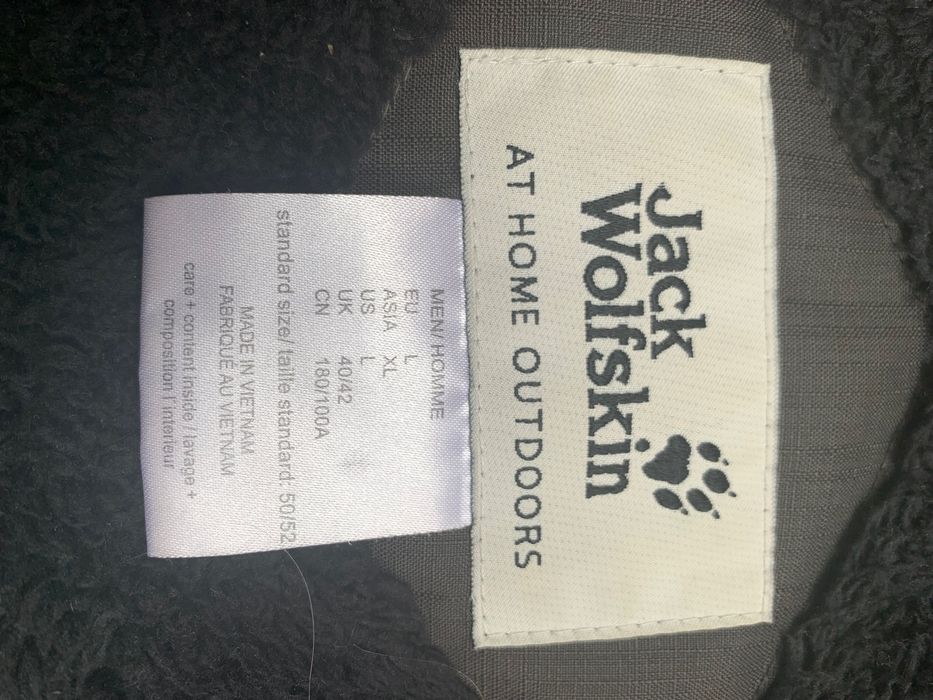 Jack
Wolfskin
AT HOME OUTDOORS
MEN/ HOMME
EU L
ASIA XL
US L
UK 40/42
CN 180/100A
standard size/ taille standard: 50/52
MADE IN VIETNAM
FABRIQUÉ AU VIETNAM
care + content inside / lavage +
composition l´interieur